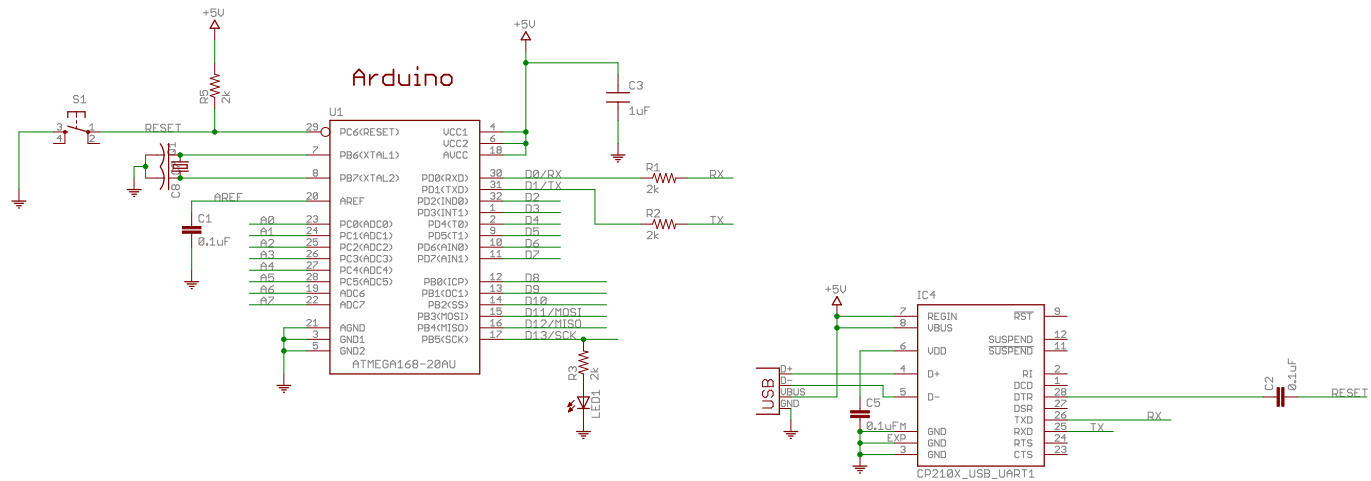 +5V
+5V
Arduino
R5
2k
C3
1uF
S1
3
4
1
2
RESET
U1
29
PC6(RESET)
7
PB6(XTAL1)
8
PB7(XTAL2)
20
AREF
23
PC0(ADC0)
24
PC1(ADC1)
25
PC2(ADC2)
26
PC3(ADC3)
27
PC4(ADC4)
28
PC5(ADC5)
19
ADC6
22
ADC7
21
AGND
3
GND1
5
GND2
VCC1
4
VCC2
6
AVCC
18
PD0(RXD)
30
D0/RX
PD1(TXD)
31
D1/TX
PD2(IND0)
32
D2
PD3(INT1)
1
D3
PD4(T0)
2
D4
PD5(T1)
9
D5
PD6(AIN0)
10
D6
PD7(AIN1)
11
D7
PB0(ICP)
12
D8
PB1(OC1)
13
D9
PB2(SS)
14
D10
PB3(MOSI)
15
D11/MOSI
PB4(MISO)
16
D12/MISO
PB5(SCK)
17
D13/SCK
ATMEGA168-20AU
C8
AREF
C1
0.1uF
A0
A1
A2
A3
A4
A5
A6
A7
R1
2k
RX
R2
2k
TX
R3
2k
LED1
+5V
IC4
7
REGIN
8
VBUS
6
VDD
4
D+
5
D-
GND
EXP
GND
3
GND
RST
9
SUSPEND
12
SUSPEND
11
RI
2
DCD
1
DTR
28
DSR
27
TXD
26
RX
RXD
25
TX
RTS
24
CTS
23
CP210X_USB_UART1
USB
D+
D-
VBUS
GND
C5
0.1uFM
C2
0.1uF
RESET